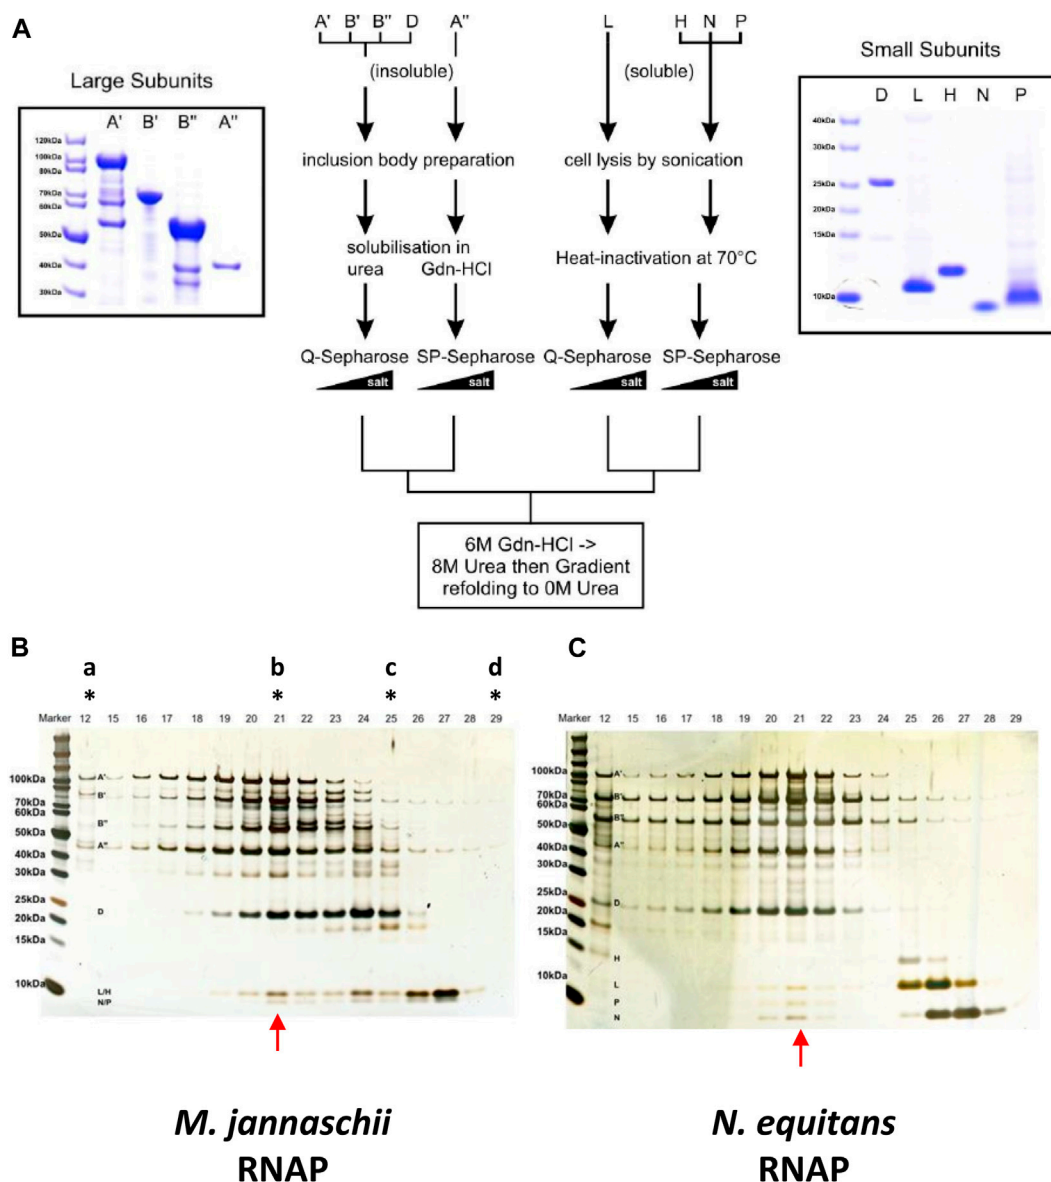 A
Large Subunits
A' B' B'' A''
120kDa
100kDa
80kDa
70kDa
60kDa
50kDa
40kDa
30kDa
A' B' B'' D A''
(insoluble)
inclusion body preparation
solubilisation in
urea Gdn-HCl
Q-Sepharose SP-Sepharose
salt salt
L H N P
(soluble)
cell lysis by sonication
Heat-inactivation at 70°C
Q-Sepharose SP-Sepharose
salt salt
6M Gdn-HCl ->
8M Urea then Gradient
refolding to 0M Urea
Small Subunits
D L H N P
40kDa
30kDa
25kDa
20kDa
15kDa
10kDa
B
a b c d
* * * *
Marker 12 15 16 17 18 19 20 21 22 23 24 25 26 27 28 29
100kDa
70kDa
60kDa
50kDa
40kDa
30kDa
25kDa
20kDa
15kDa
10kDa
A'
B'
B''
A''
D
L/H
N/P
M. jannaschii
RNAP
C
Marker 12 15 16 17 18 19 20 21 22 23 24 25 26 27 28 29
100kDa
70kDa
60kDa
50kDa
40kDa
30kDa
25kDa
20kDa
15kDa
10kDa
A'
B'
B''
A''
D
H
L
P
N
N. equitans
RNAP